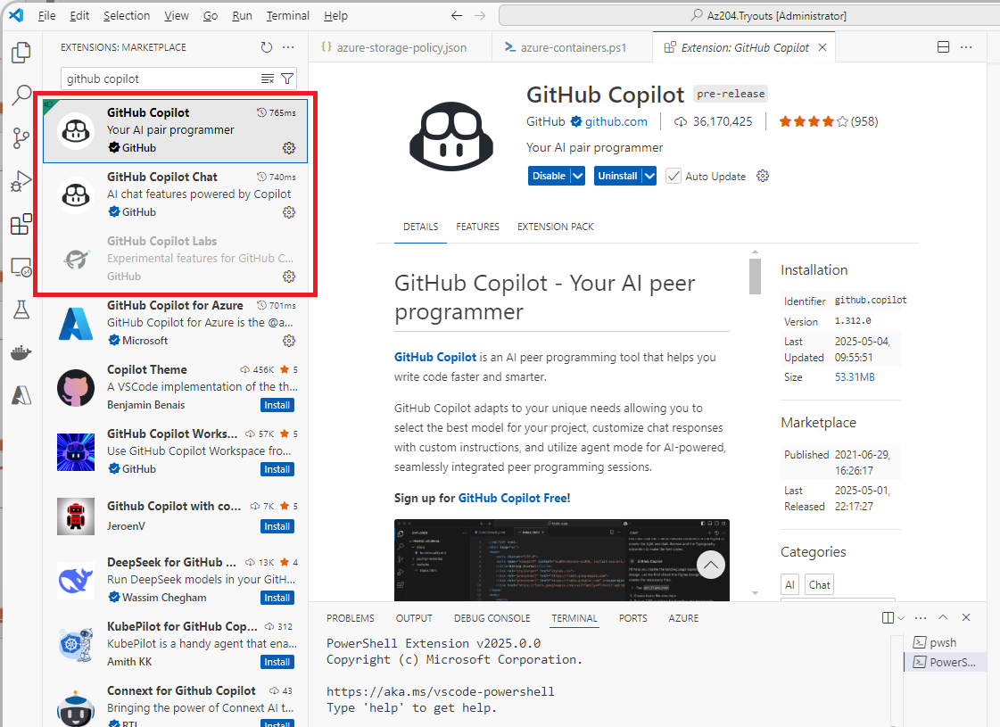 File Edit Selection View Go Run Terminal Help
Az204.Tryouts [Administrator]
EXTENSIONS: MARKETPLACE
github copilot
GitHub Copilot 765ms
Your AI pair programmer
GitHub
GitHub Copilot Chat 740ms
AI chat features powered by Copilot
GitHub
GitHub Copilot Labs
Experimental features for GitHub C...
GitHub
GitHub Copilot for Azure 701ms
GitHub Copilot for Azure is the @a...
Microsoft
Copilot Theme 456K 5
A VSCode implementation of the th...
Benjamin Benais Install
GitHub Copilot Works... 57K 5
Use GitHub Copilot Workspace fro...
GitHub Install
Github Copilot with co... 7K 5
JeroenV Install
DeepSeek for GitHub ... 13K 4
Run DeepSeek models in your GitH...
Wassim Chegham Install
KubePilot for GitHub Cop... 312
KubePilot is a handy agent that ena...
Amith KK Install
Connext for Github Copilot 43
Bringing the power of Connext AI t...
RTI Install
azure-storage-policy.json azure-containers.ps1 Extension: GitHub Copilot
GitHub Copilot pre-release
GitHub github.com 36,170,425 (958)
Your AI pair programmer
Disable Uninstall Auto Update
DETAILS FEATURES EXTENSION PACK
GitHub Copilot - Your AI peer
programmer
GitHub Copilot is an AI peer programming tool that helps you
write code faster and smarter.
GitHub Copilot adapts to your unique needs allowing you to
select the best model for your project, customize chat responses
with custom instructions, and utilize agent mode for AI-powered,
seamlessly integrated peer programming sessions.
Sign up for GitHub Copilot Free!
Installation
Identifier github.copilot
Version 1.312.0
Last 2025-05-04,
Updated 09:55:51
Size 53.31MB
Marketplace
Published 2021-06-29,
16:26:17
Last 2025-05-01,
Released 22:17:27
Categories
AI Chat
PROBLEMS OUTPUT DEBUG CONSOLE TERMINAL PORTS AZURE
PowerShell Extension v2025.0.0
Copyright (c) Microsoft Corporation.
https://aka.ms/vscode-powershell
Type 'help' to get help.
pwsh
PowerS...